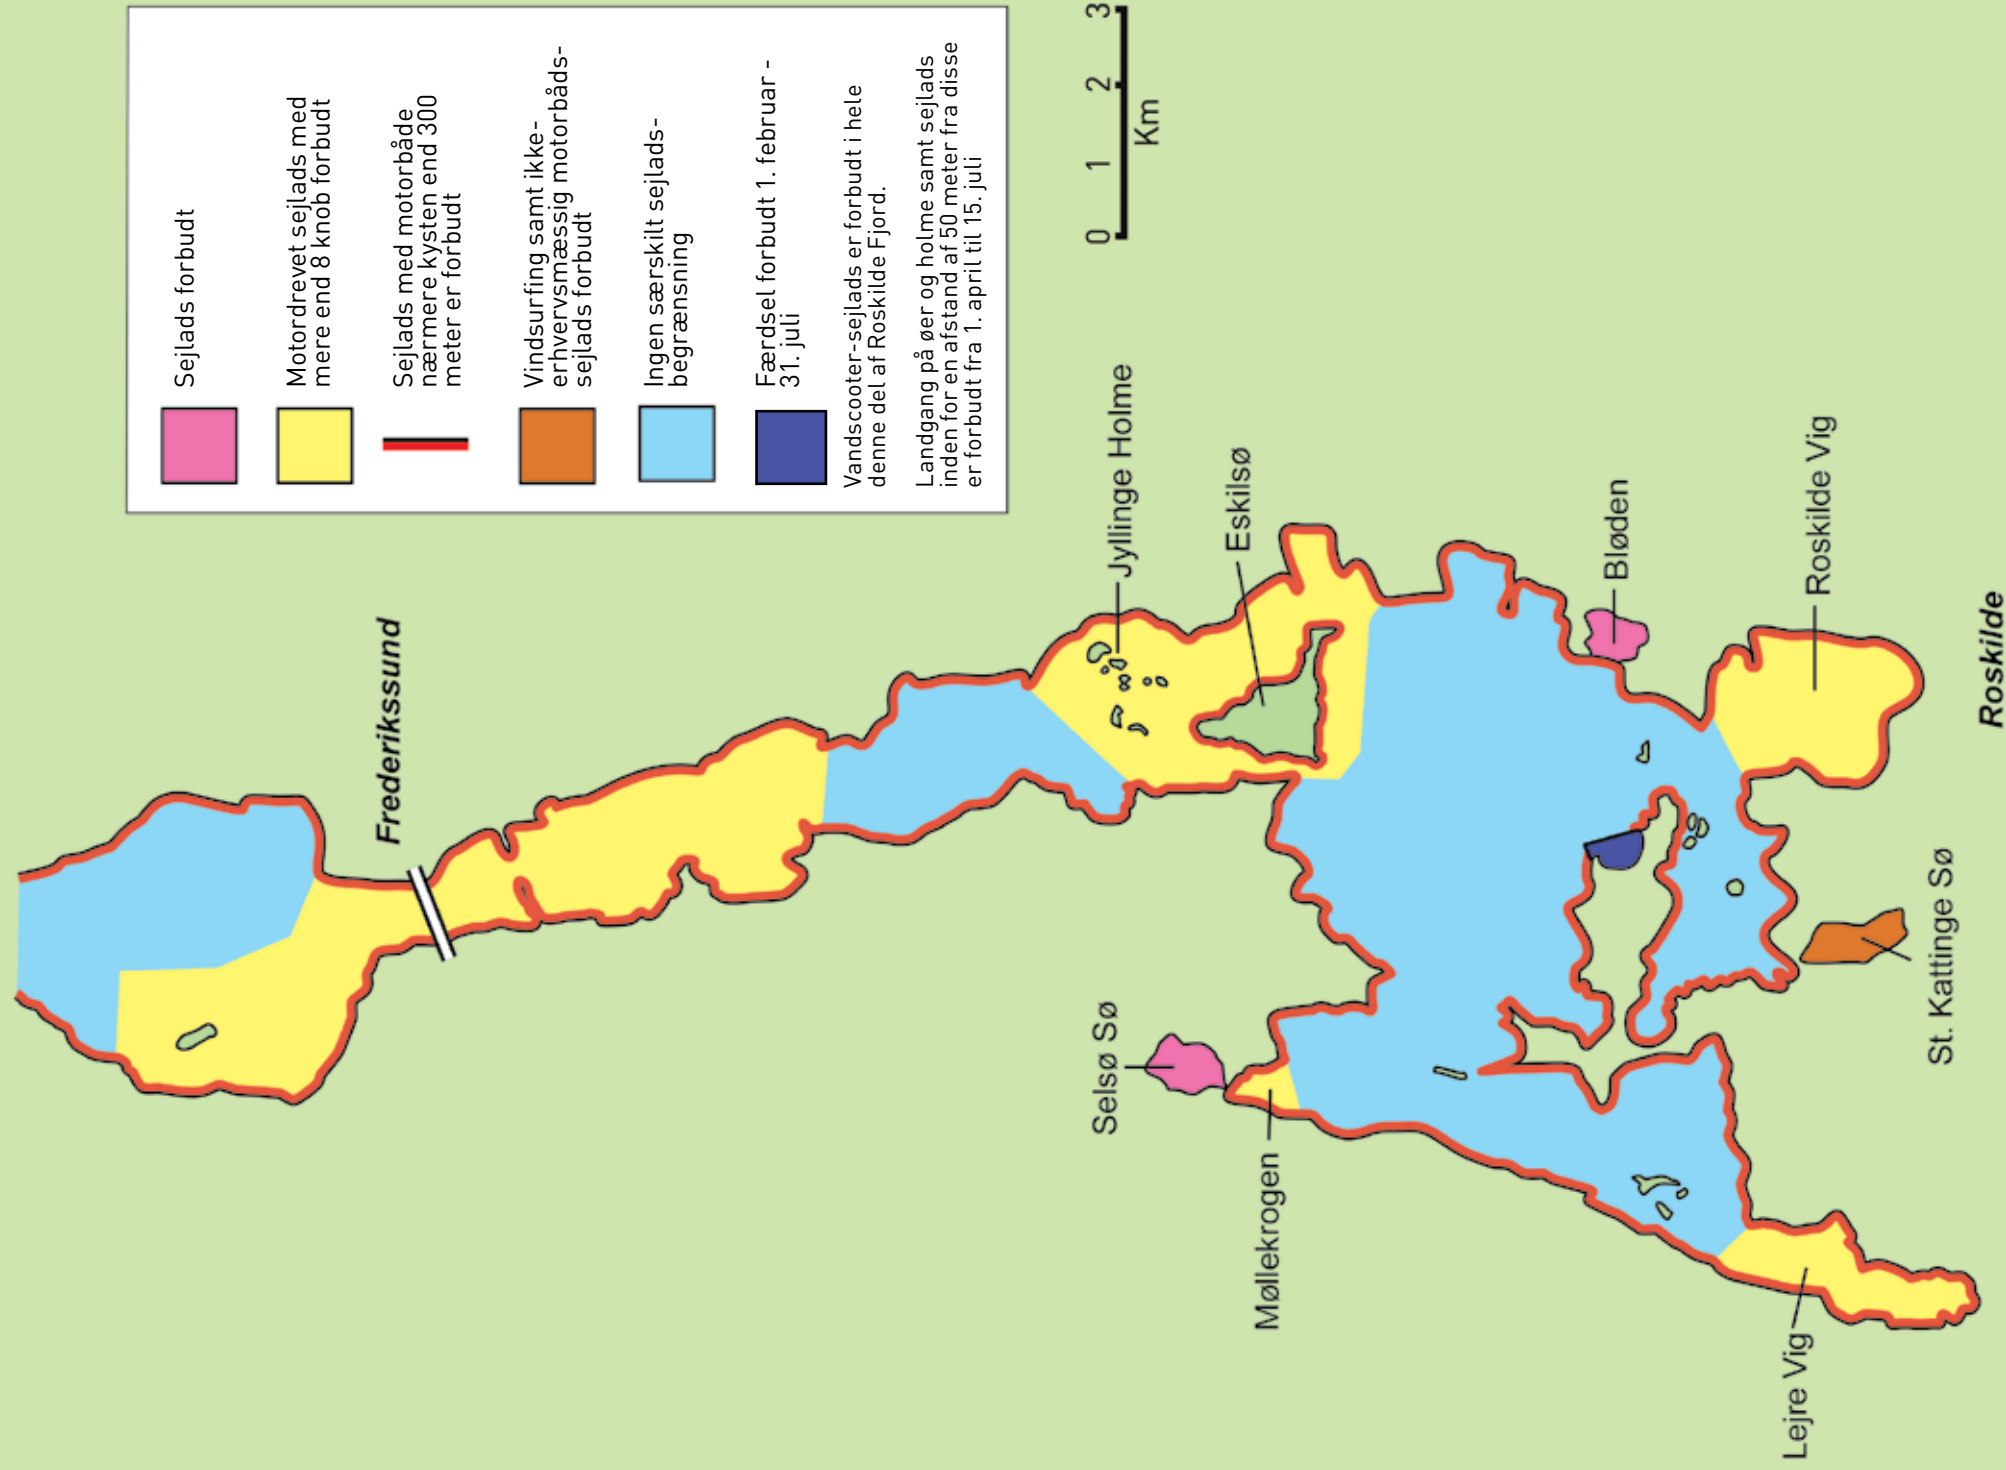 Sejlads forbudt
Motordrevet sejlads med
mere end 8 knob forbudt
Sejlads med motorbåde
nærmere kysten end 300
meter er forbudt
Vindsurfing samt ikke-
erhvervsmæssig motorbåds-
sejlads forbudt
Ingen særskilt sejlads-
begrænsning
Færdsel forbudt 1. februar -
31. juli
Vandscooter-sejlads er forbudt i hele
denne del af Roskilde Fjord.
Landgang på øer og holme samt sejlads
inden for en afstand af 50 meter fra disse
er forbudt fra 1. april til 15. juli
0 1 2 3
Km
Frederikssund
Jyllinge Holme
Eskilsø
Selsø Sø
Møllekrogen
Bløden
Roskilde Vig
St. Kattinge Sø
Lejre Vig
Roskilde